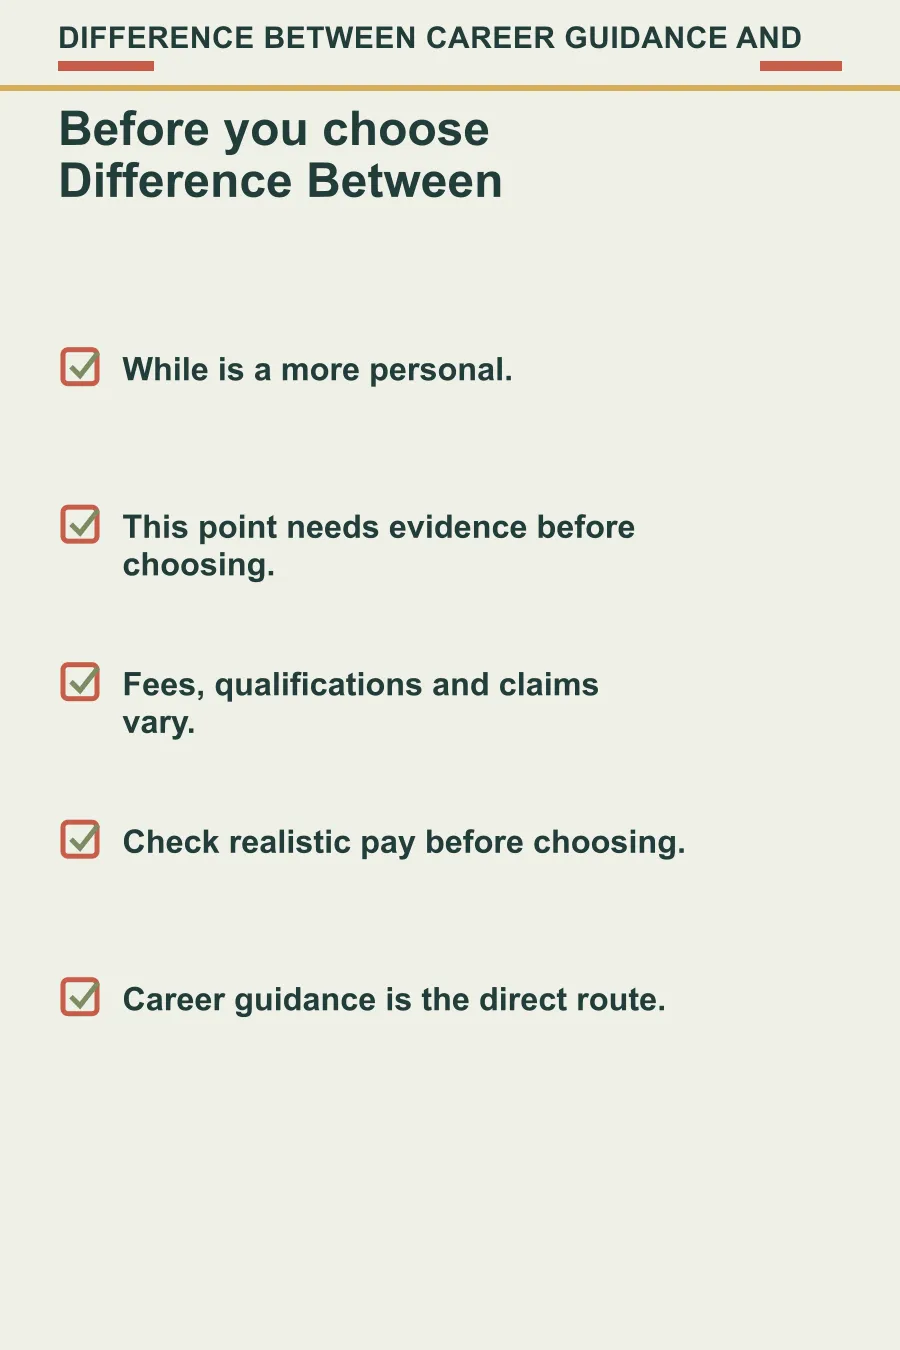 DIFFERENCE BETWEEN CAREER GUIDANCE AND
Before you choose
Difference Between
While is a more personal.
This point needs evidence before
choosing.
Fees, qualifications and claims
vary.
Check realistic pay before choosing.
Career guidance is the direct route.